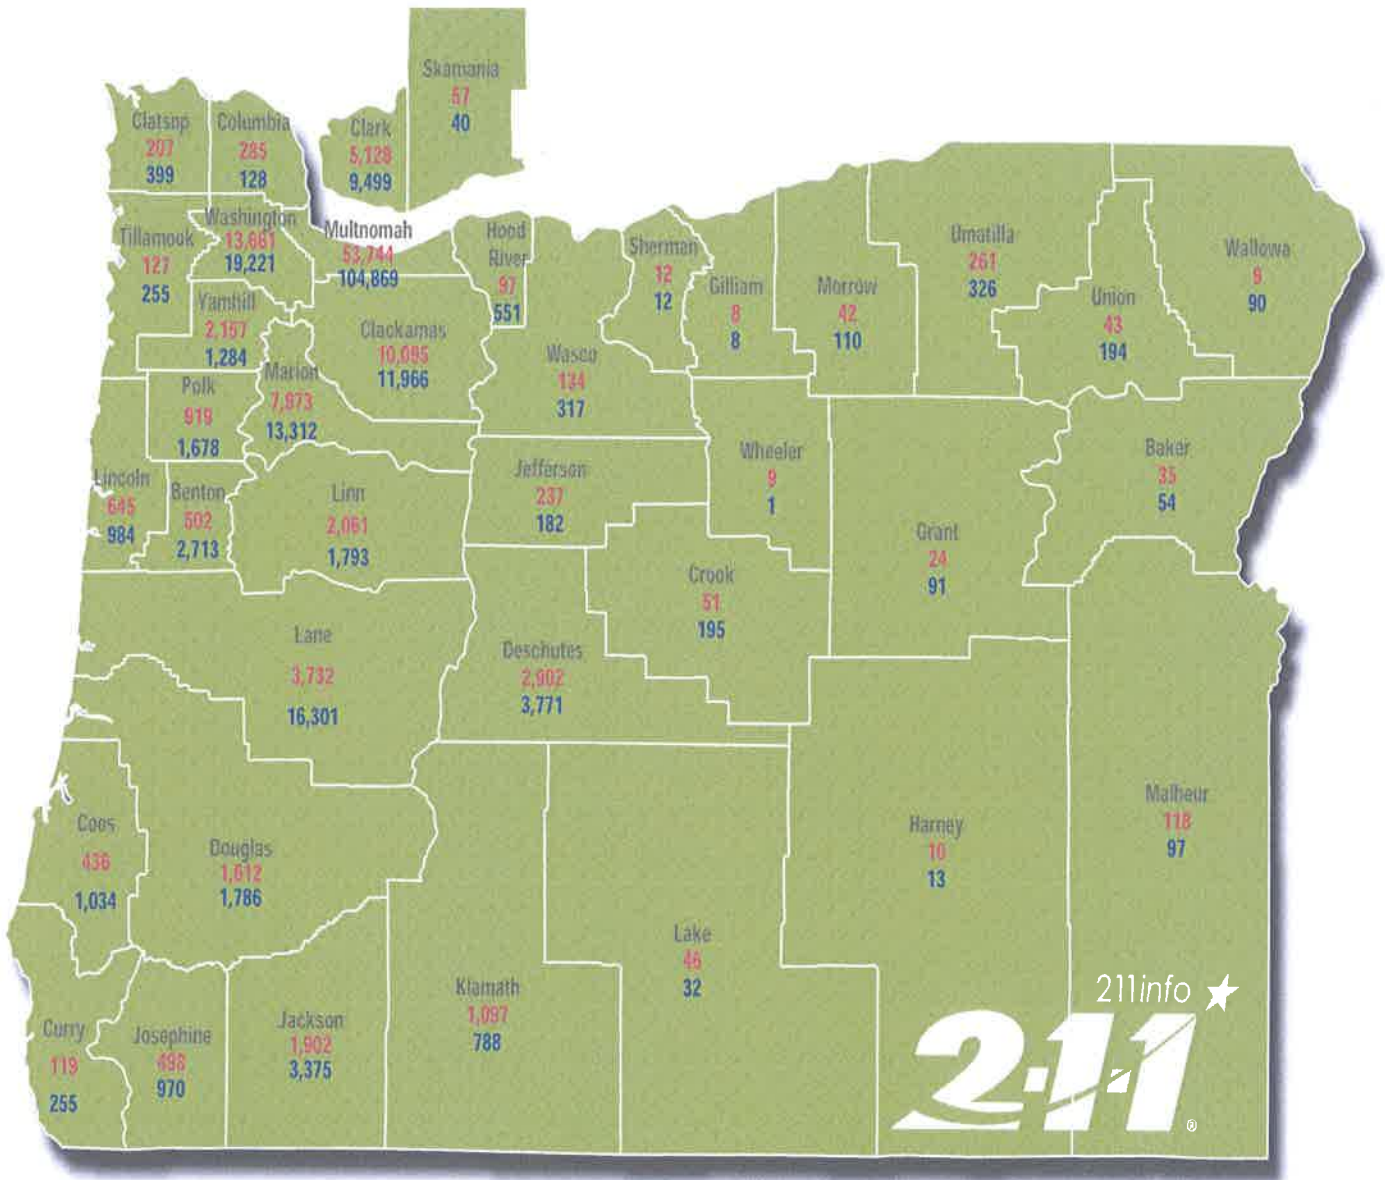 Skamania
57
40
Clatsop
207
399
Columbia
285
128
Clark
5,128
9,499
Washington
13,661
19,221
Multnomah
53,744
104,869
Hood
River
97
551
Tillamook
127
255
Yamhill
2,157
1,284
Clackamas
10,095
11,966
Wasco
134
317
Sherman
12
12
Gilliam
8
8
Morrow
42
110
Umatilla
261
326
Union
43
194
Wallowa
9
90
Polk
919
1,678
Marion
7,973
13,312
Lincoln
645
984
Benton
502
2,713
Linn
2,061
1,793
Jefferson
237
182
Wheeler
9
1
Baker
35
54
Grant
24
91
Crook
51
195
Lane
3,732
16,301
Deschutes
2,902
3,771
Coos
436
1,034
Douglas
1,612
1,786
Harney
10
13
Malheur
118
97
Lake
46
32
Klamath
1,097
788
Curry
119
255
Josephine
498
970
Jackson
1,902
3,375
211info
2-1-1
®